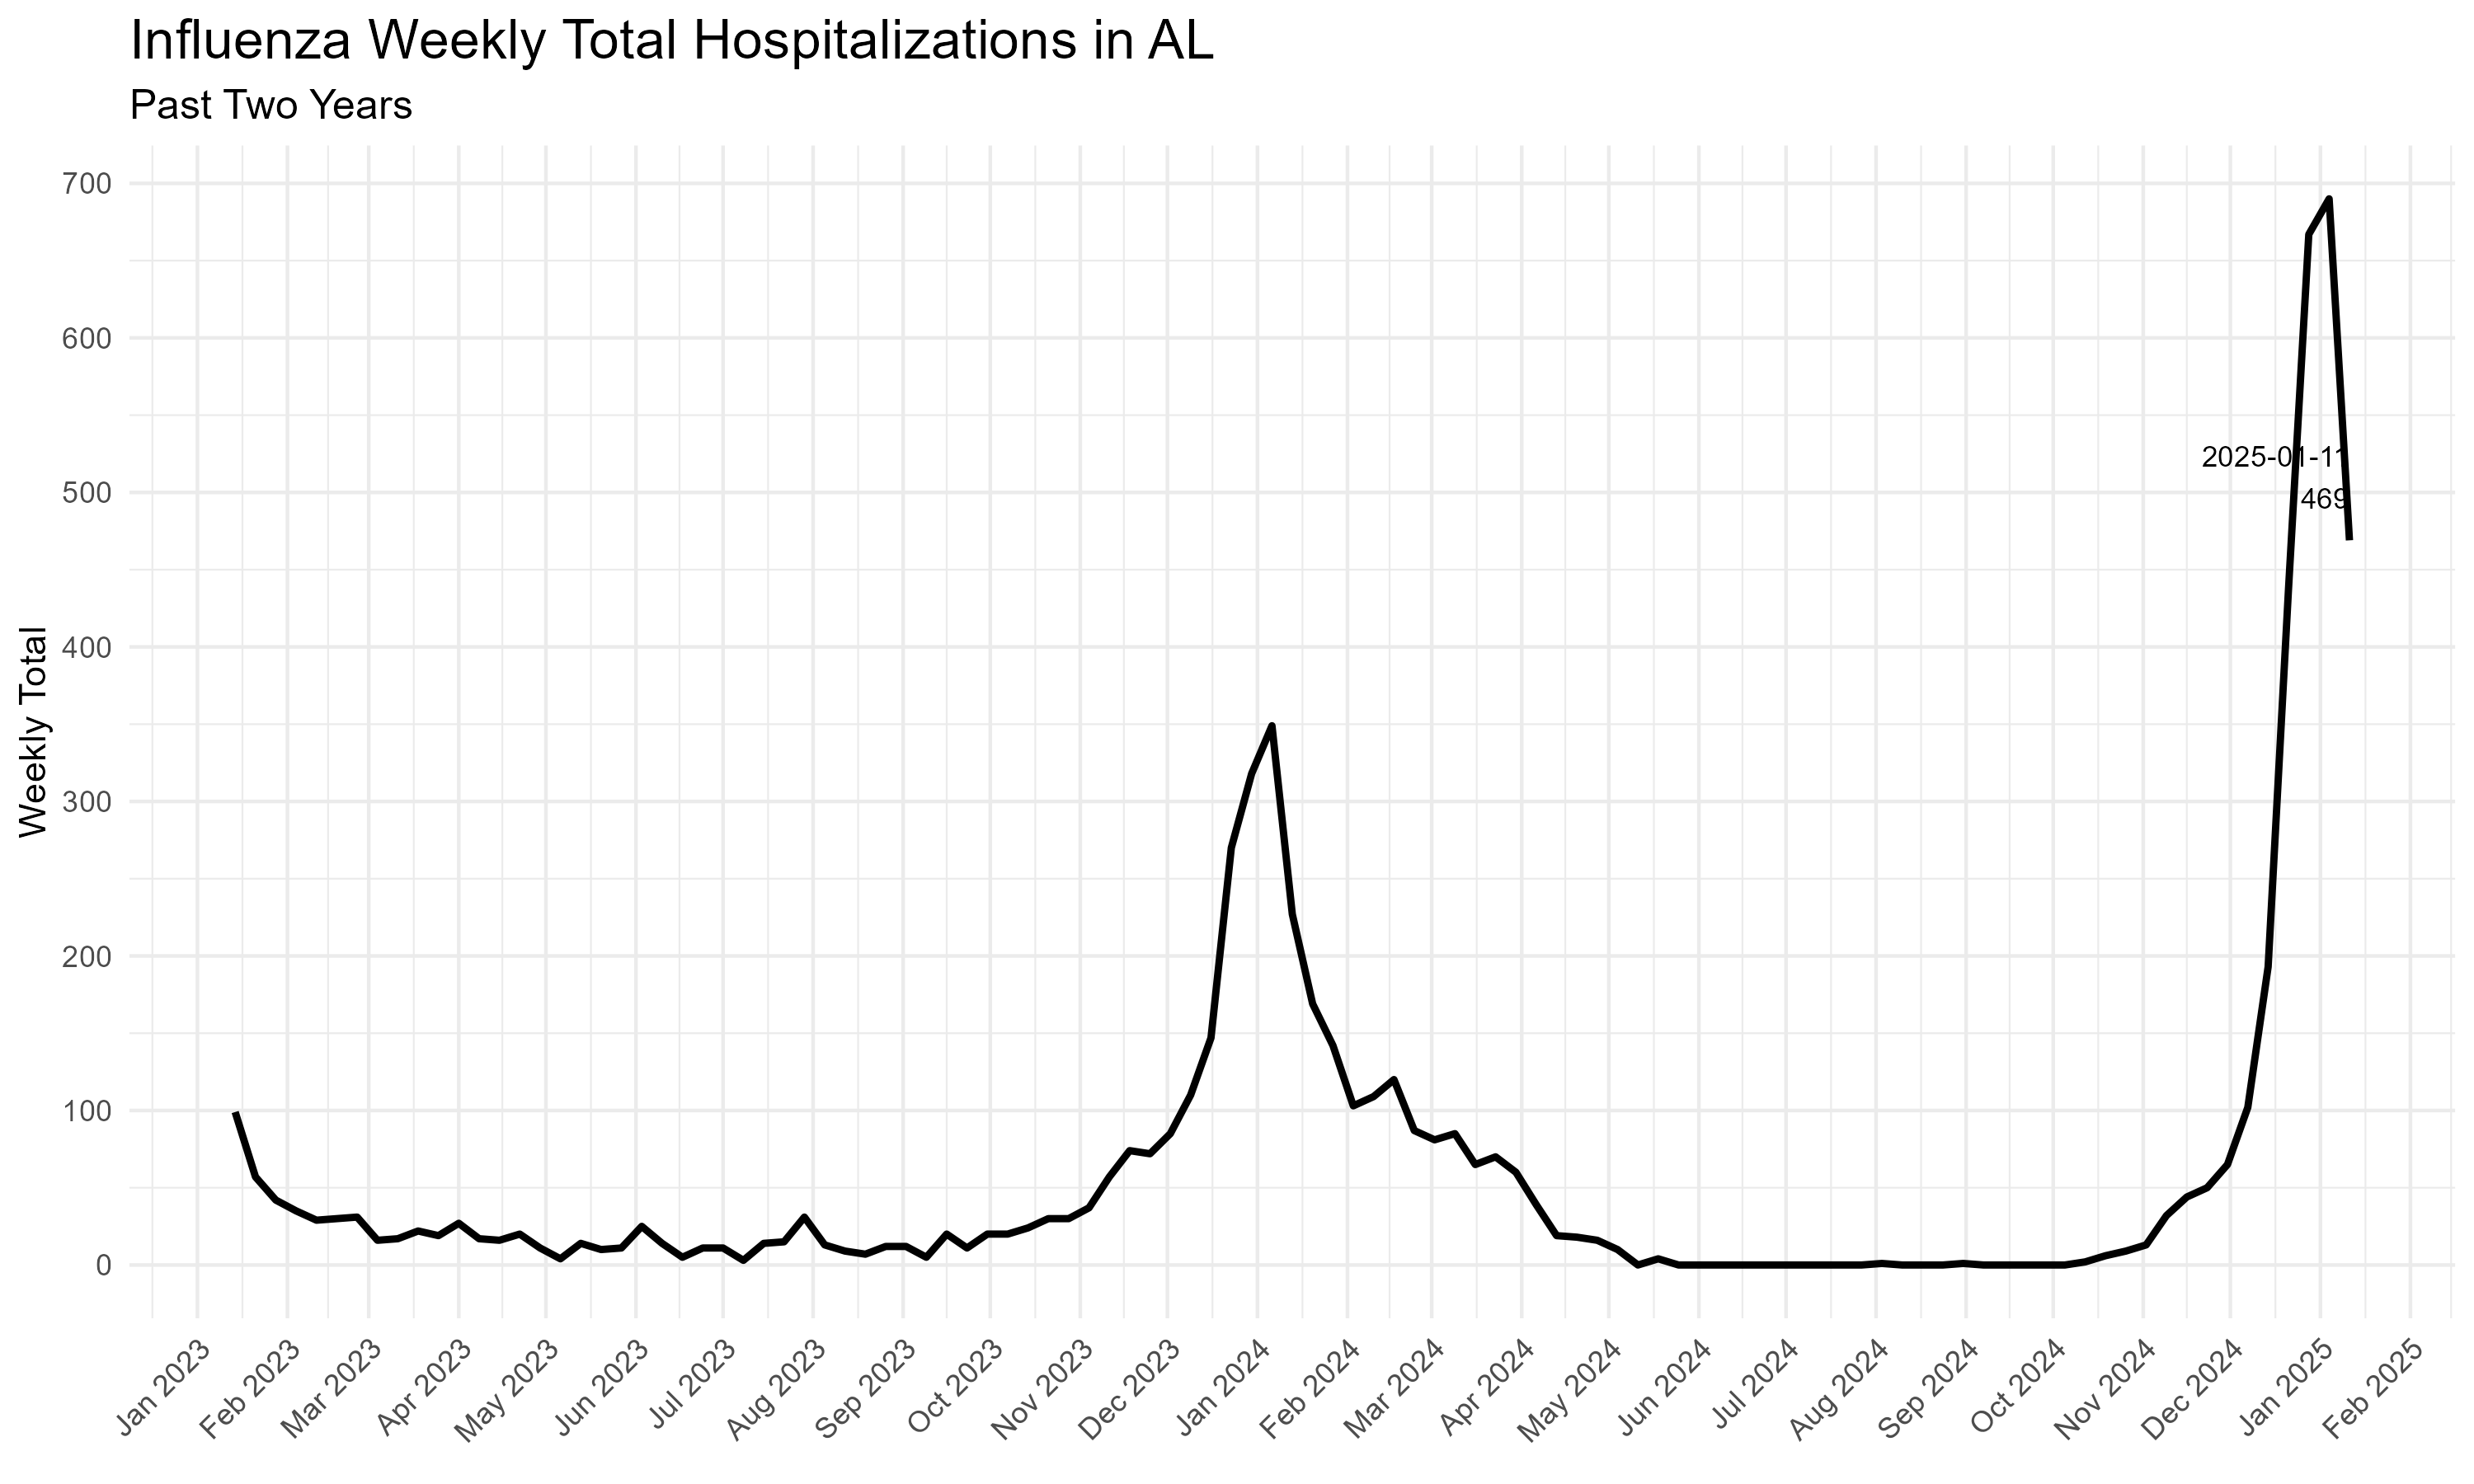 Influenza Weekly Total Hospitalizations in AL
Past Two Years
Weekly Total
700
600
500
400
300
200
100
0
2025-01-11
469
Jan 2023
Feb 2023
Mar 2023
Apr 2023
May 2023
Jun 2023
Jul 2023
Aug 2023
Sep 2023
Oct 2023
Nov 2023
Dec 2023
Jan 2024
Feb 2024
Mar 2024
Apr 2024
May 2024
Jun 2024
Jul 2024
Aug 2024
Sep 2024
Oct 2024
Nov 2024
Dec 2024
Jan 2025
Feb 2025